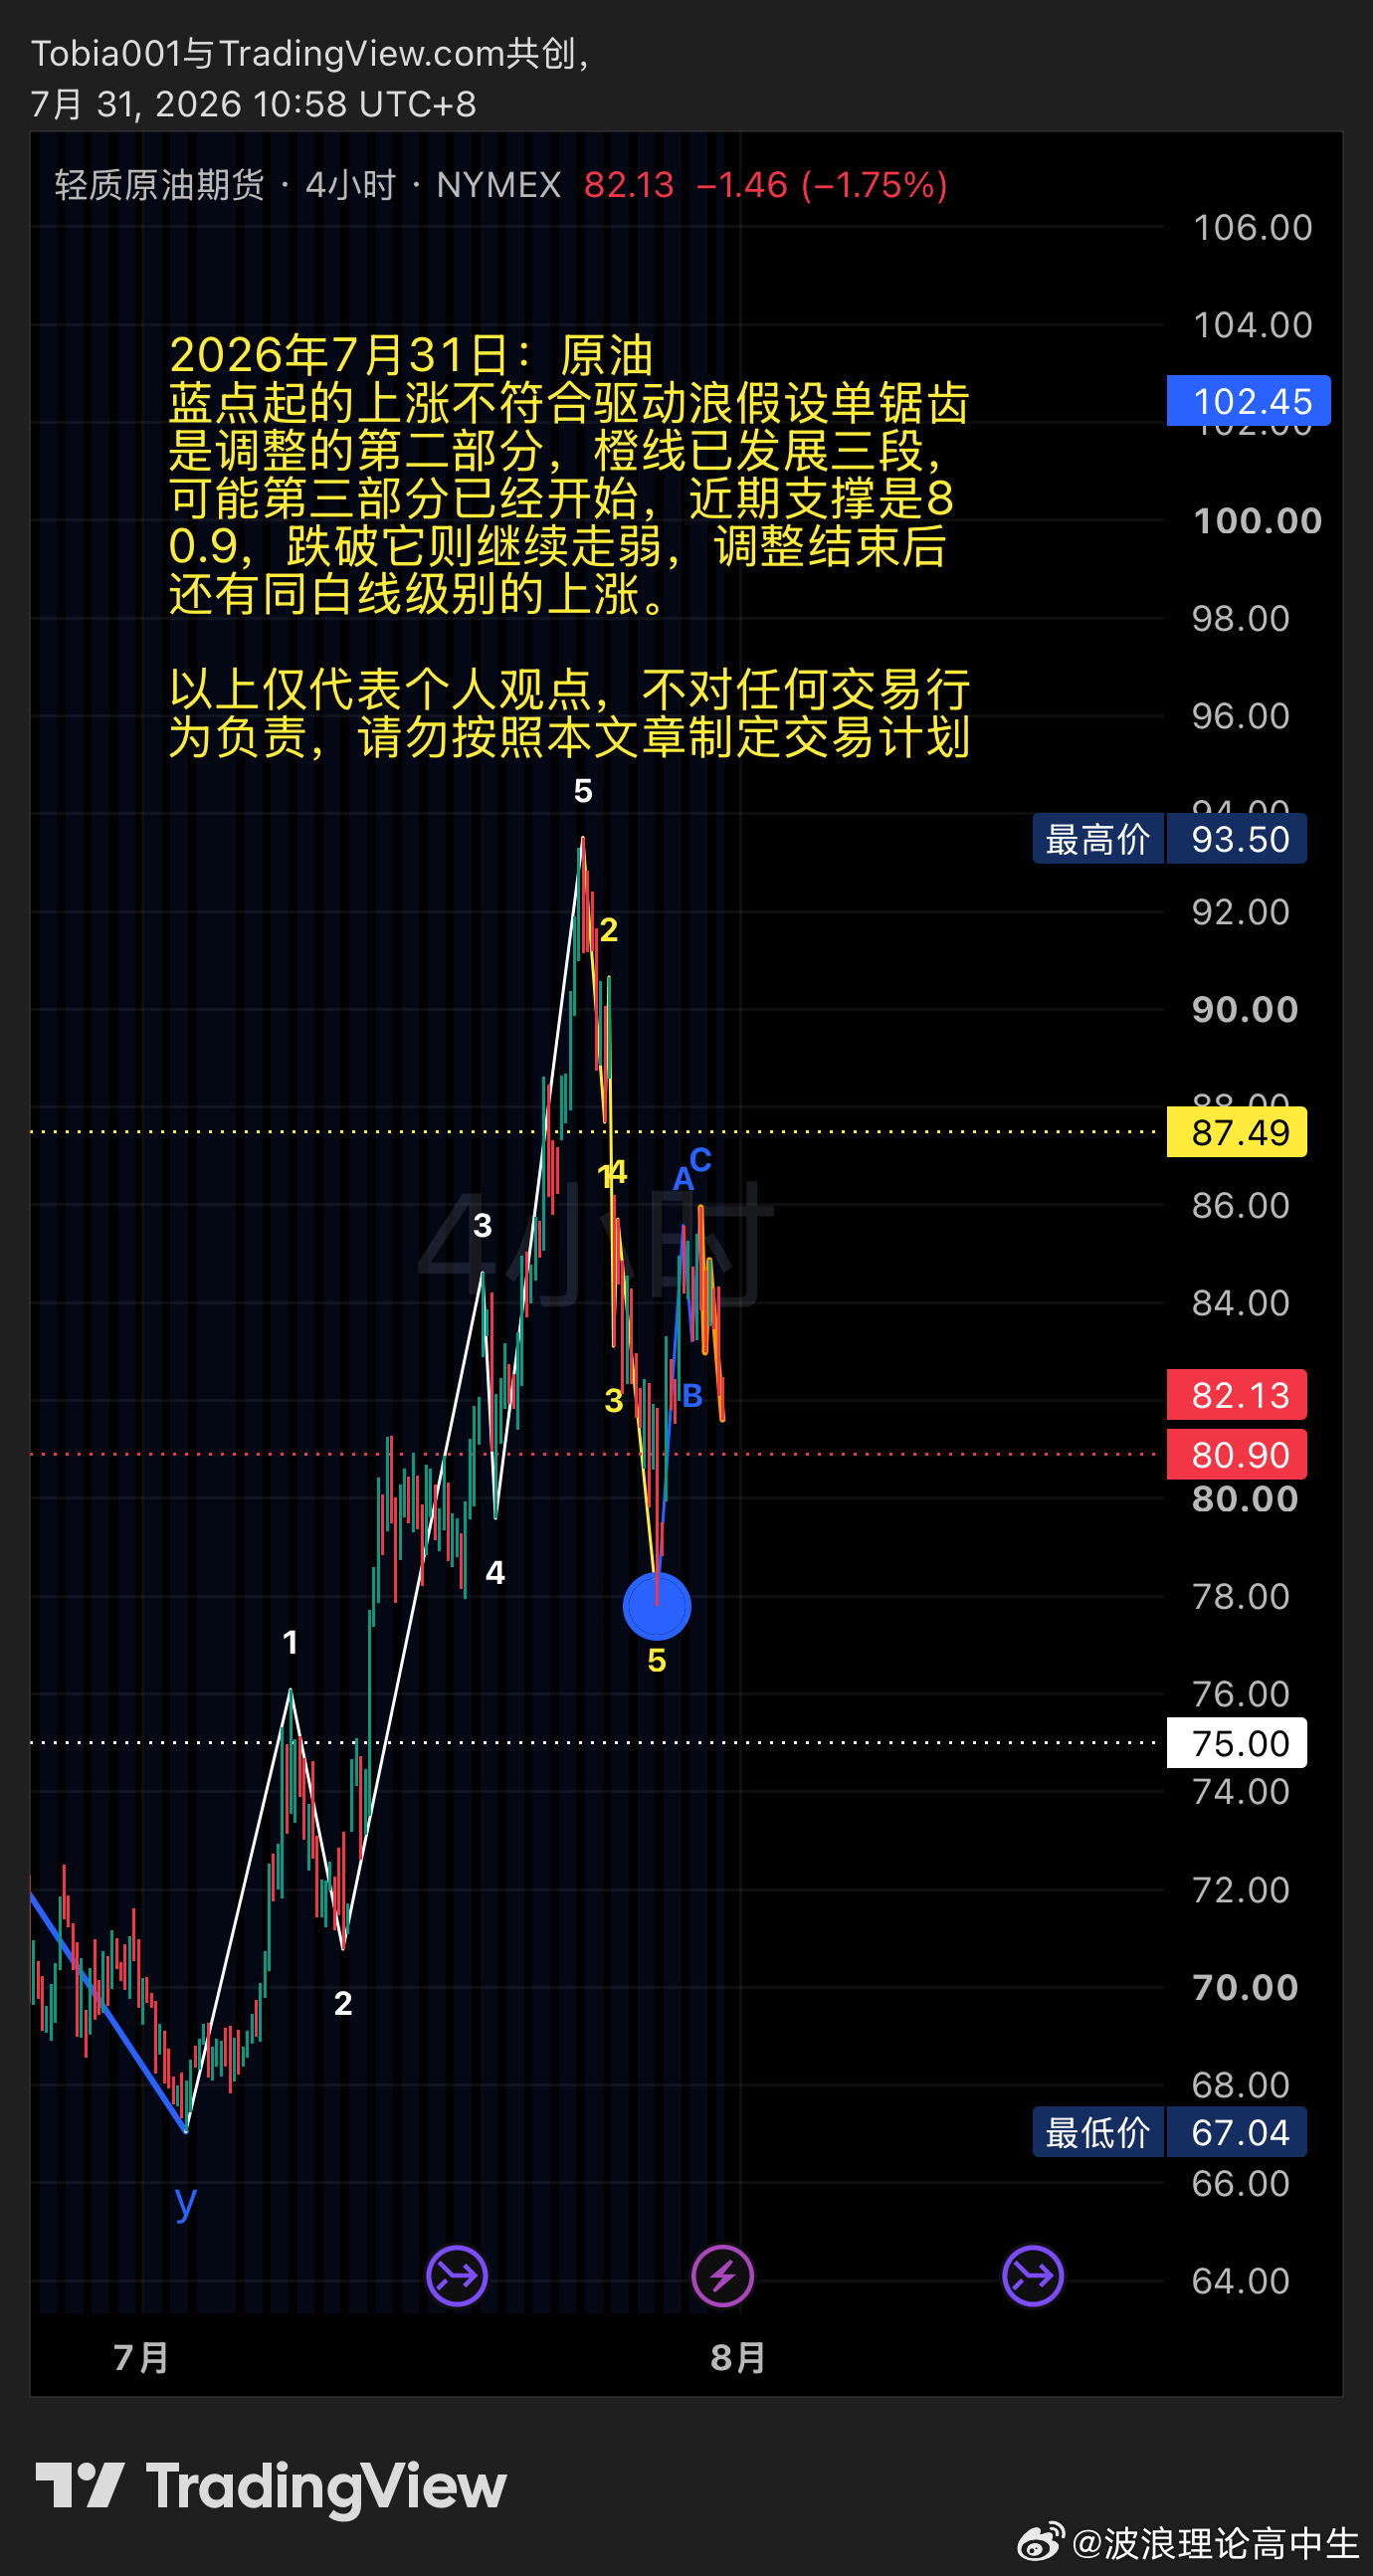 Tobia001与TradingView.com共创，
7月 31, 2026 10:58 UTC+8
轻质原油期货 · 4小时 · NYMEX 82.13 −1.46 (−1.75%)
106.00
104.00
2026年7月31日：原油
蓝点起的上涨不符合驱动浪假设单锯齿
是调整的第二部分，橙线已发展三段，
可能第三部分已经开始，近期支撑是8
0.9，跌破它则继续走弱，调整结束后
还有同白线级别的上涨。
102.45
102.00
100.00
98.00
以上仅代表个人观点，不对任何交易行
为负责，请勿按照本文章制定交易计划
96.00
5
94.00
最高价 93.50
92.00
2
90.00
88.00
87.49
1 4
A C
4小时
3
86.00
84.00
3
B
82.13
80.90
80.00
4
78.00
5
1
76.00
75.00
74.00
72.00
2
70.00
68.00
最低价 67.04
66.00
y
64.00
7月 8月
TradingView
@波浪理论高中生